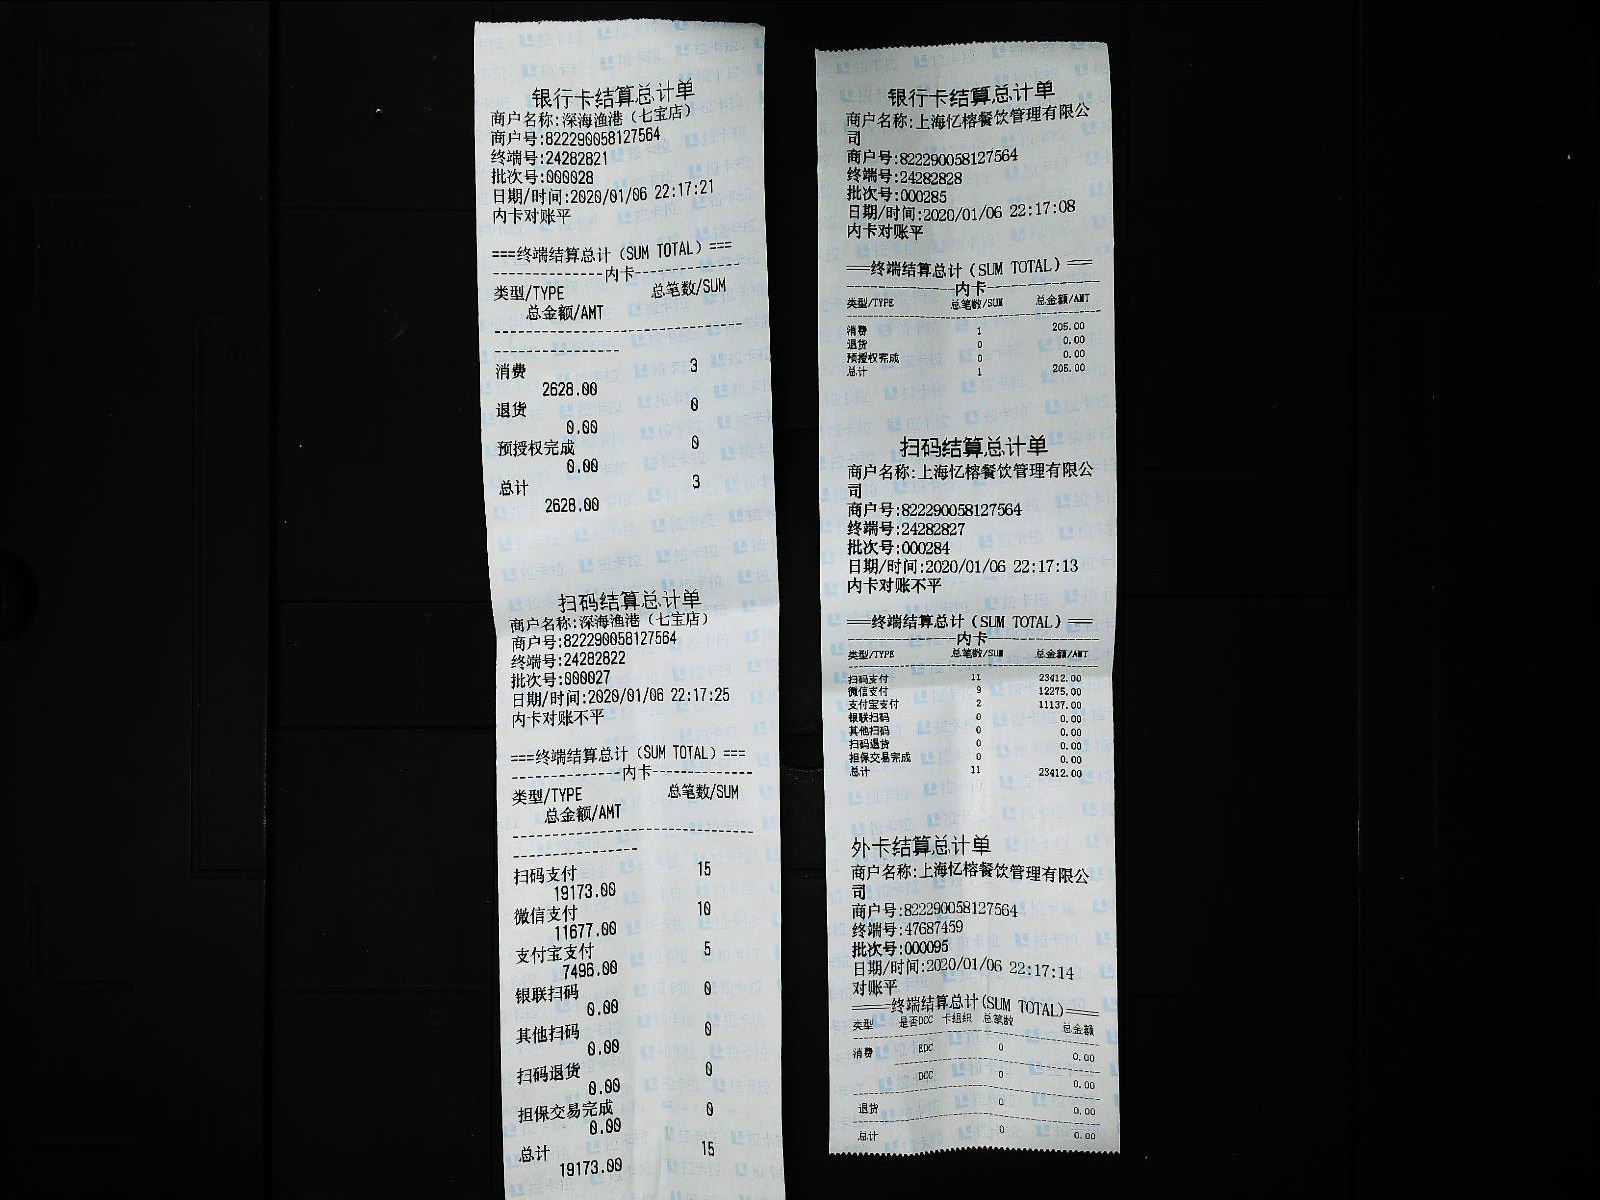 银行卡结算总计单
商户名称:深海渔港（七宝店）
商户号:822290058127564
终端号:24282821
批次号:000028
日期/时间:2020/01/06 22:17:21
内卡对账平
===终端结算总计（SUM TOTAL）===
--------------内卡--------------
类型/TYPE 总笔数/SUM
总金额/AMT
消费 3
2628.00
退货 0
0.00
预授权完成 0
0.00
总计 3
2628.00
扫码结算总计单
商户名称:深海渔港（七宝店）
商户号:822290058127564
终端号:24282822
批次号:000027
日期/时间:2020/01/06 22:17:25
内卡对账不平
===终端结算总计（SUM TOTAL）===
--------------内卡--------------
类型/TYPE 总笔数/SUM
总金额/AMT
扫码支付 15
19173.00
微信支付 10
11677.00
支付宝支付 5
7496.00
银联扫码 0
0.00
其他扫码 0
0.00
扫码退货 0
0.00
担保交易完成 0
0.00
总计 15
19173.00
银行卡结算总计单
商户名称:上海忆榕餐饮管理有限公
司
商户号:822290058127564
终端号:24282828
批次号:000285
日期/时间:2020/01/06 22:17:08
内卡对账平
===终端结算总计（SUM TOTAL）===
--------------内卡--------------
类型/TYPE 总笔数/SUM 总金额/AMT
消费 1 205.00
退货 0 0.00
预授权完成 0 0.00
总计 1 205.00
扫码结算总计单
商户名称:上海忆榕餐饮管理有限公
司
商户号:822290058127564
终端号:24282827
批次号:000284
日期/时间:2020/01/06 22:17:13
内卡对账不平
===终端结算总计（SUM TOTAL）===
--------------内卡--------------
类型/TYPE 总笔数/SUM 总金额/AMT
扫码支付 11 23412.00
微信支付 9 12275.00
支付宝支付 2 11137.00
银联扫码 0 0.00
其他扫码 0 0.00
扫码退货 0 0.00
担保交易完成 0 0.00
总计 11 23412.00
外卡结算总计单
商户名称:上海忆榕餐饮管理有限公
司
商户号:822290058127564
终端号:47687459
批次号:000095
日期/时间:2020/01/06 22:17:14
对账平
====终端结算总计(SUM TOTAL)====
类型 是否DCC 卡组织 总笔数 总金额
消费 EDC 0 0.00
DCC 0 0.00
退货 0 0.00
总计 0 0.00